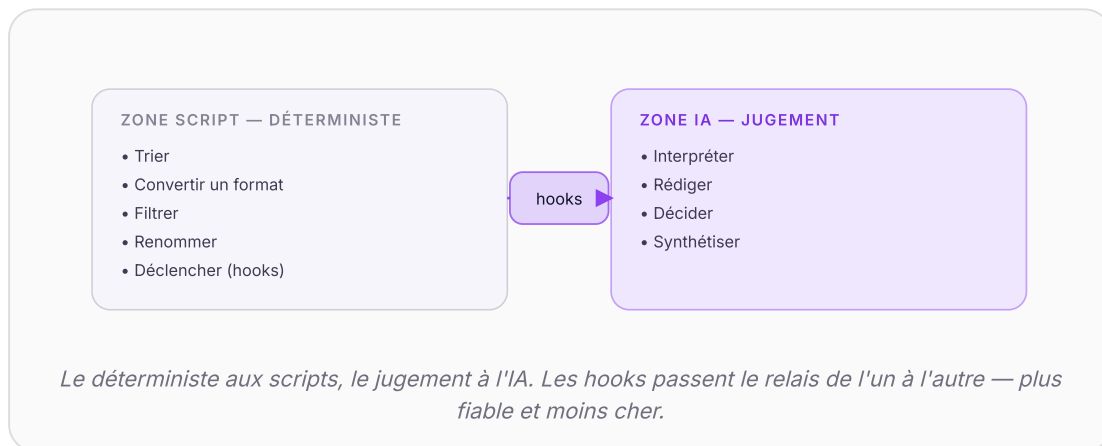 ZONE SCRIPT — DÉTERMINISTE
• Trier
• Convertir un format
• Filtrer
• Renommer
• Déclencher (hooks)
hooks
ZONE IA — JUGEMENT
• Interpréter
• Rédiger
• Décider
• Synthétiser
Le déterministe aux scripts, le jugement à l'IA. Les hooks passent le relais de l'un à l'autre — plus
fiable et moins cher.